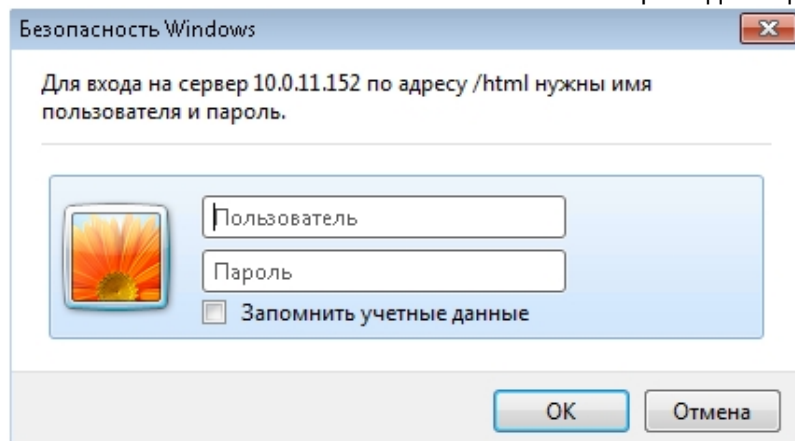 Безопасность Windows
Для входа на сервер 10.0.11.152 по адресу /html нужны имя
пользователя и пароль.
Пользователь
Пароль
Запомнить учетные данные
ОК
Отмена